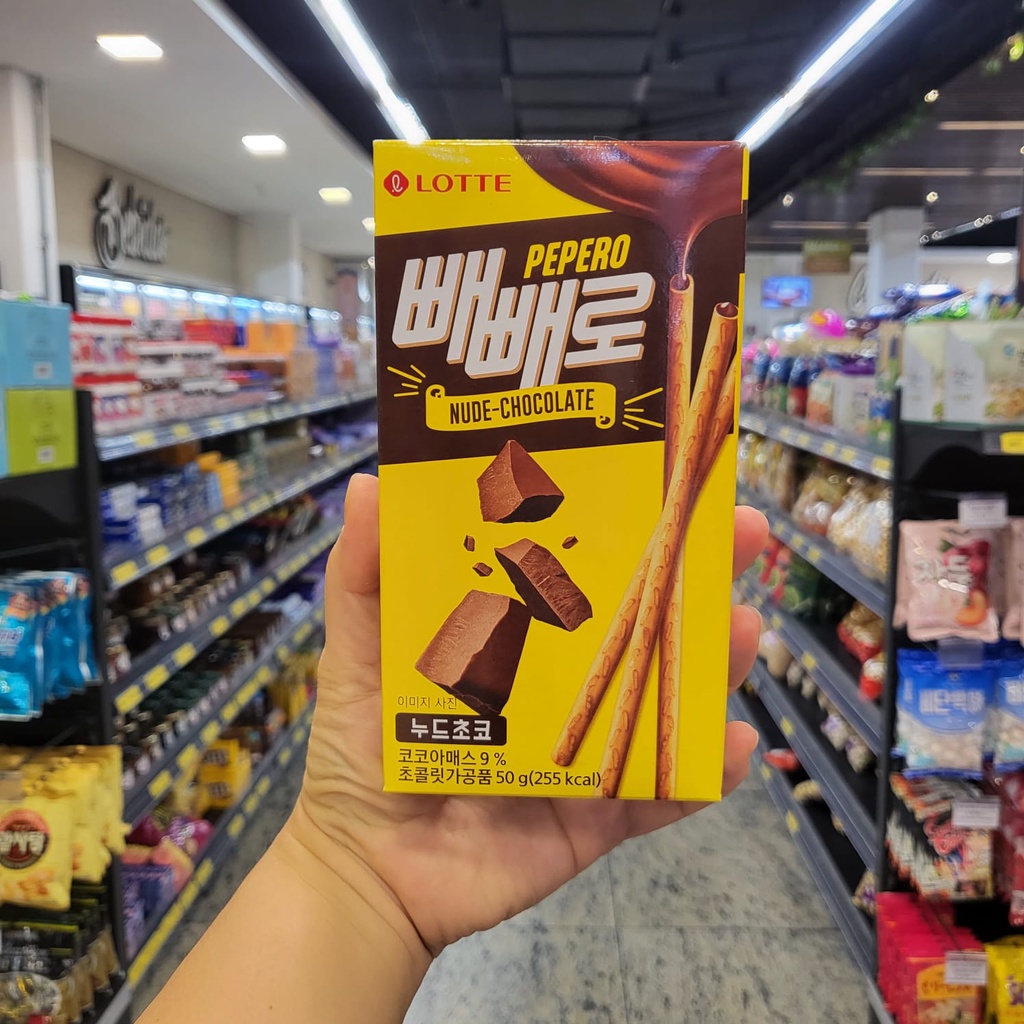 LOTTE
PEPERO
빼빼로
NUDE-CHOCOLATE
이미지 사진
누드초코
코코아매스 9 %
초콜릿가공품 50 g(255 kcal)